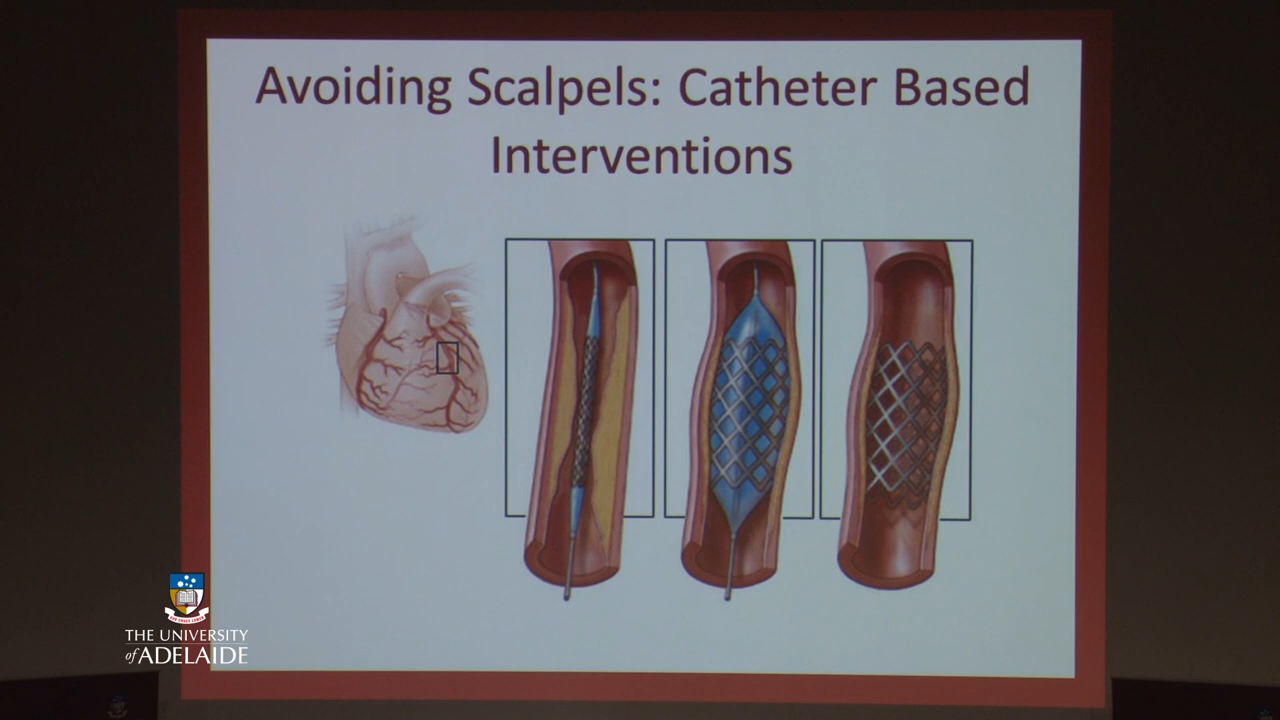 Avoiding Scalpels: Catheter Based
Interventions
THE UNIVERSITY
of ADELAIDE